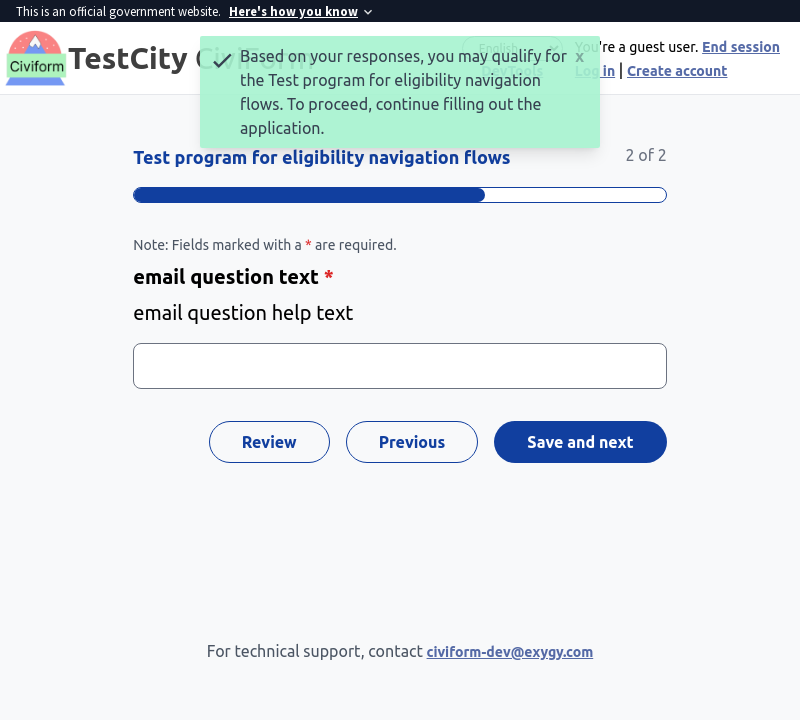 This is an official government website. Here's how you know
Civiform
TestCity CiviForm
English
DevTools
You're a guest user. End session
Log in | Create account
Based on your responses, you may qualify for
the Test program for eligibility navigation
flows. To proceed, continue filling out the
application.
x
Test program for eligibility navigation flows
2 of 2
Note: Fields marked with a * are required.
email question text *
email question help text
Review
Previous
Save and next
For technical support, contact civiform-dev@exygy.com